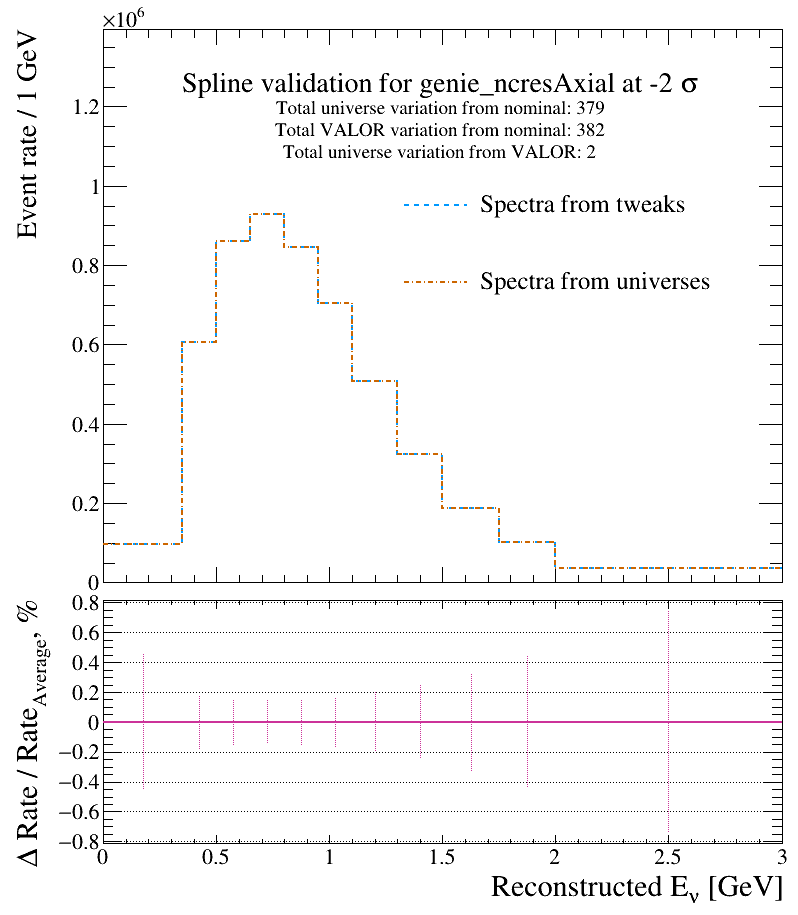 ×10⁶
Event rate / 1 GeV
Spline validation for genie_ncresAxial at -2 σ
Total universe variation from nominal: 379
Total VALOR variation from nominal: 382
Total universe variation from VALOR: 2
Spectra from tweaks
Spectra from universes
1.2
1
0.8
0.6
0.4
0.2
0
Δ Rate / Rate_Average, %
0.8
0.6
0.4
0.2
0
−0.2
−0.4
−0.6
−0.8
0 0.5 1 1.5 2 2.5 3
Reconstructed E_ν [GeV]